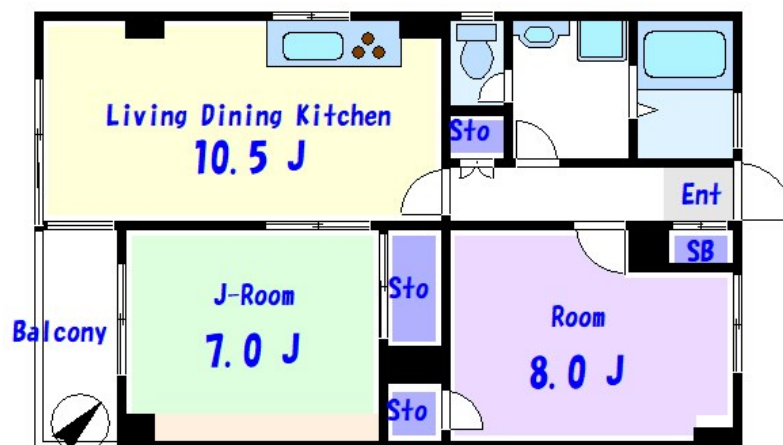 Living Dining Kitchen
10.5 J
Sto
Ent
SB
J-Room
7.0 J
Sto
Room
8.0 J
Balcony
Sto